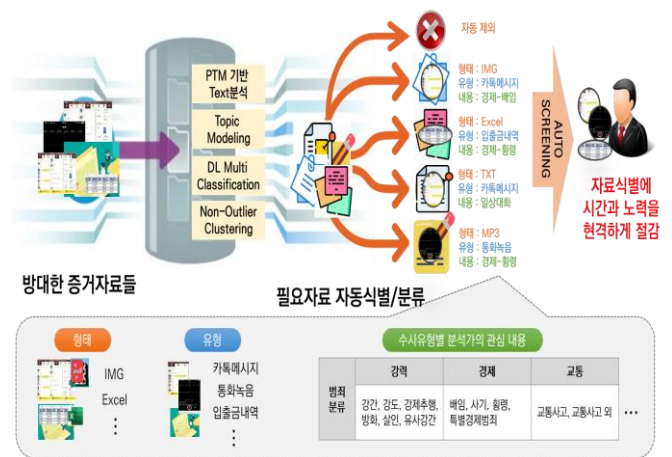 자동 제외
PTM 기반
Text분석
Topic
Modeling
DL Multi
Classification
Non-Outlier
Clustering
형태 : IMG
유형 : 카톡메시지
내용 : 경제-배임
형태 : Excel
유형 : 입출금내역
내용 : 경제-횡령
형태 : TXT
유형 : 카톡메시지
내용 : 일상대화
형태 : MP3
유형 : 통화녹음
내용 : 경제-횡령
AUTO
SCREENING
자료식별에
시간과 노력을
현격하게 절감
방대한 증거자료들
필요자료 자동식별/분류
형태
IMG
Excel
⋮
유형
카톡메시지
통화녹음
입출금내역
⋮
수사유형별 분석가의 관심 내용
강력 경제 교통
범죄
분류
강간, 강도, 강제추행,
방화, 살인, 유사강간
배임, 사기, 횡령,
특별경제범죄
교통사고, 교통사고 외
…